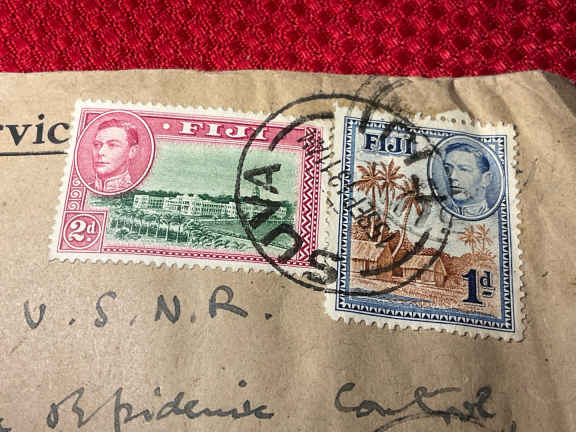 rvic
FIJI
2d
FIJI
1d
SUVA
U.S.N.R.
Epidemic Control,